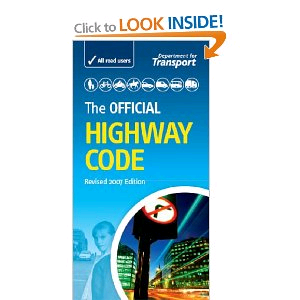 Click to LOOK INSIDE!
All road users
Department for
Transport
The OFFICIAL
HIGHWAY
CODE
Revised 2007 Edition